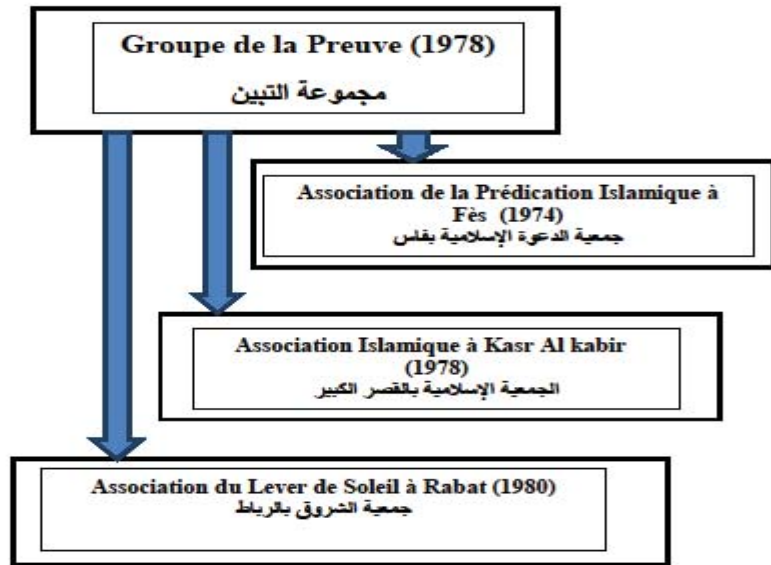 Groupe de la Preuve (1978)
مجموعة التبين
Association de la Prédication Islamique à
Fès (1974)
جمعية الدعوة الإسلامية بفاس
Association Islamique à Kasr Al kabir
(1978)
الجمعية الإسلامية بالقصر الكبير
Association du Lever de Soleil à Rabat (1980)
جمعية الشروق بالرباط